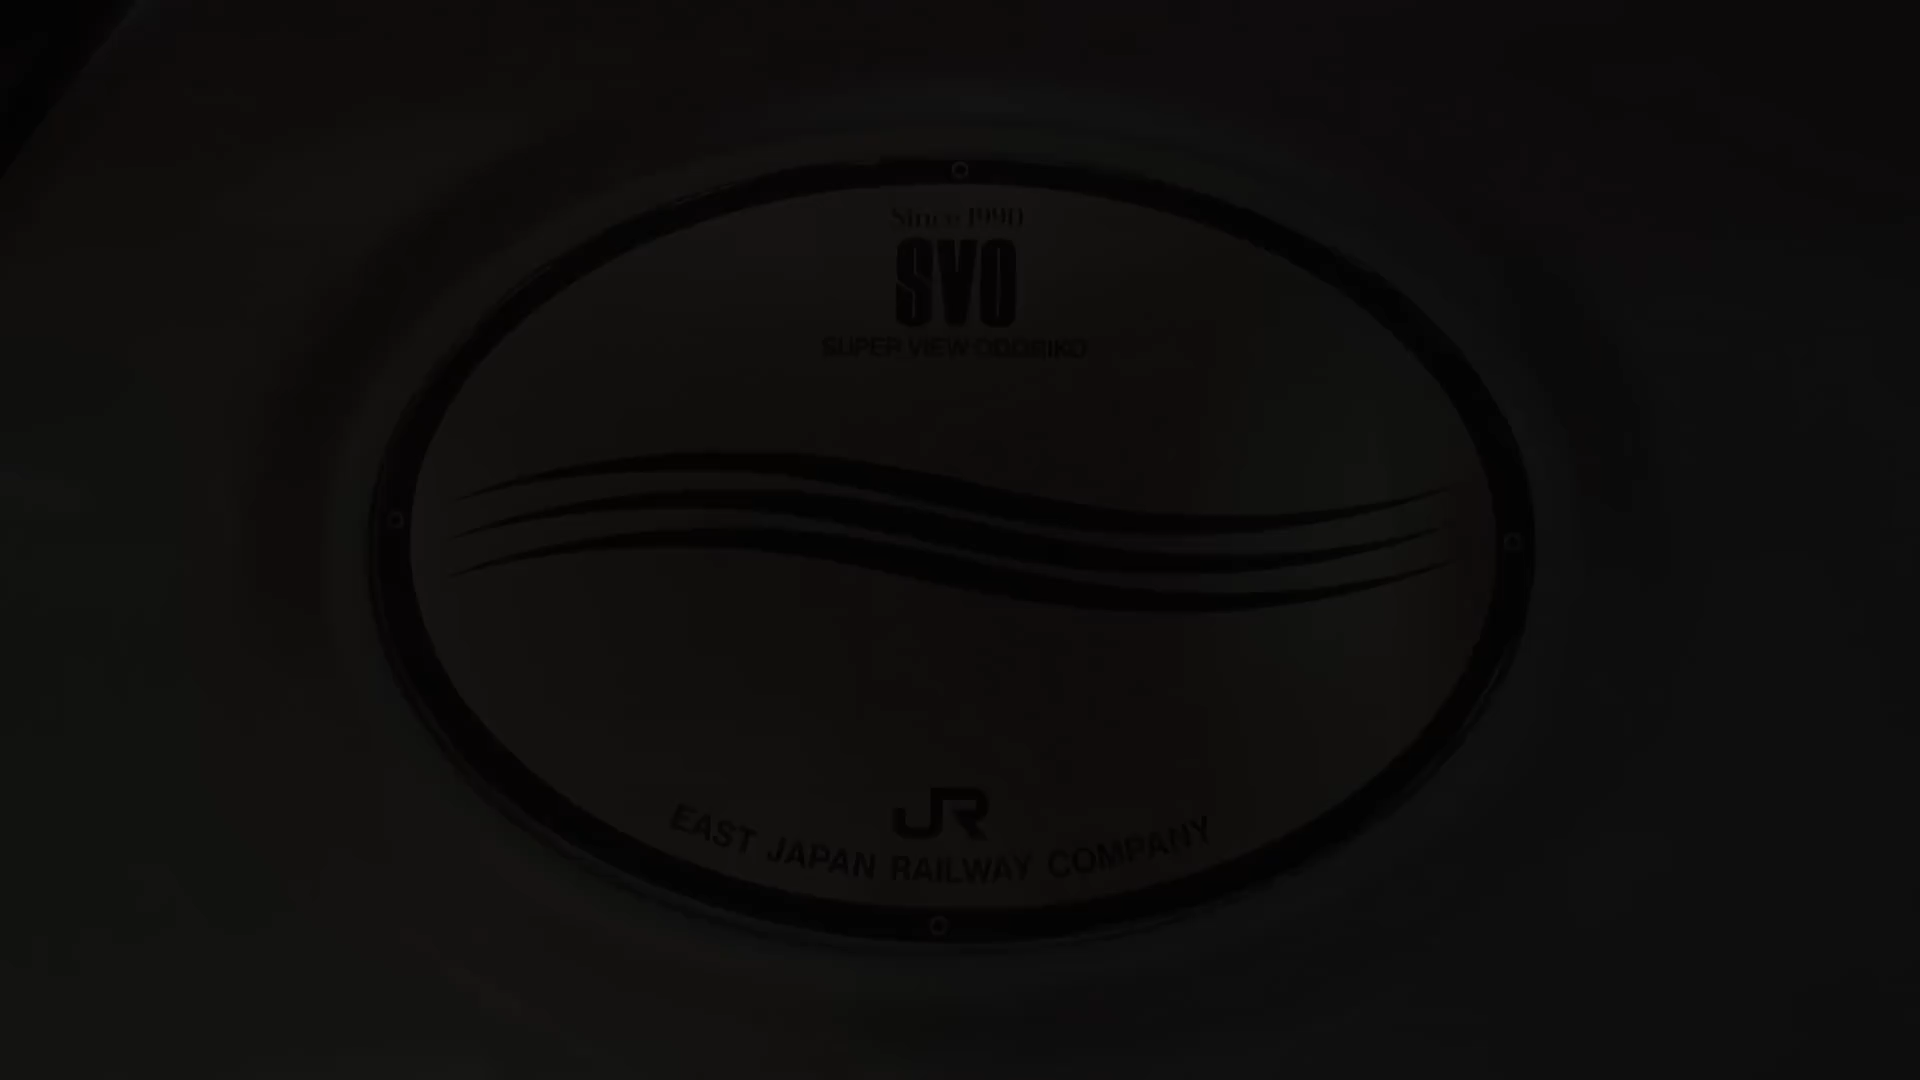 Since 1990
SVO
SUPER VIEW ODORIKO
JR
EAST JAPAN RAILWAY COMPANY